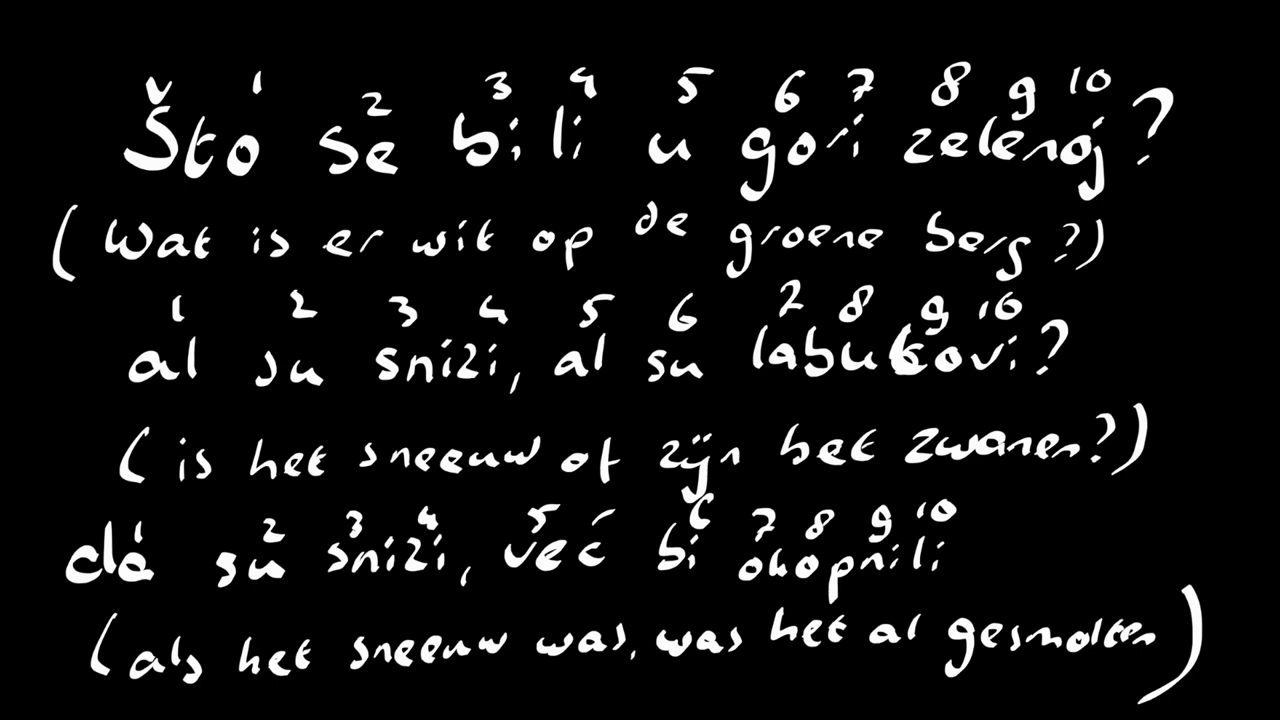 1 2 3 4 5 6 7 8 9 10
Što se bili u gori zelenoj?
(Wat is er wit op de groene berg?)
1 2 3 4 5 6 7 8 9 10
al su snizi, al su labukovi?
(is het sneeuw of zijn het zwanen?)
1 2 3 4 5 6 7 8 9 10
da su snizi, već bi okopnili
(als het sneeuw was, was het al gesmolten)